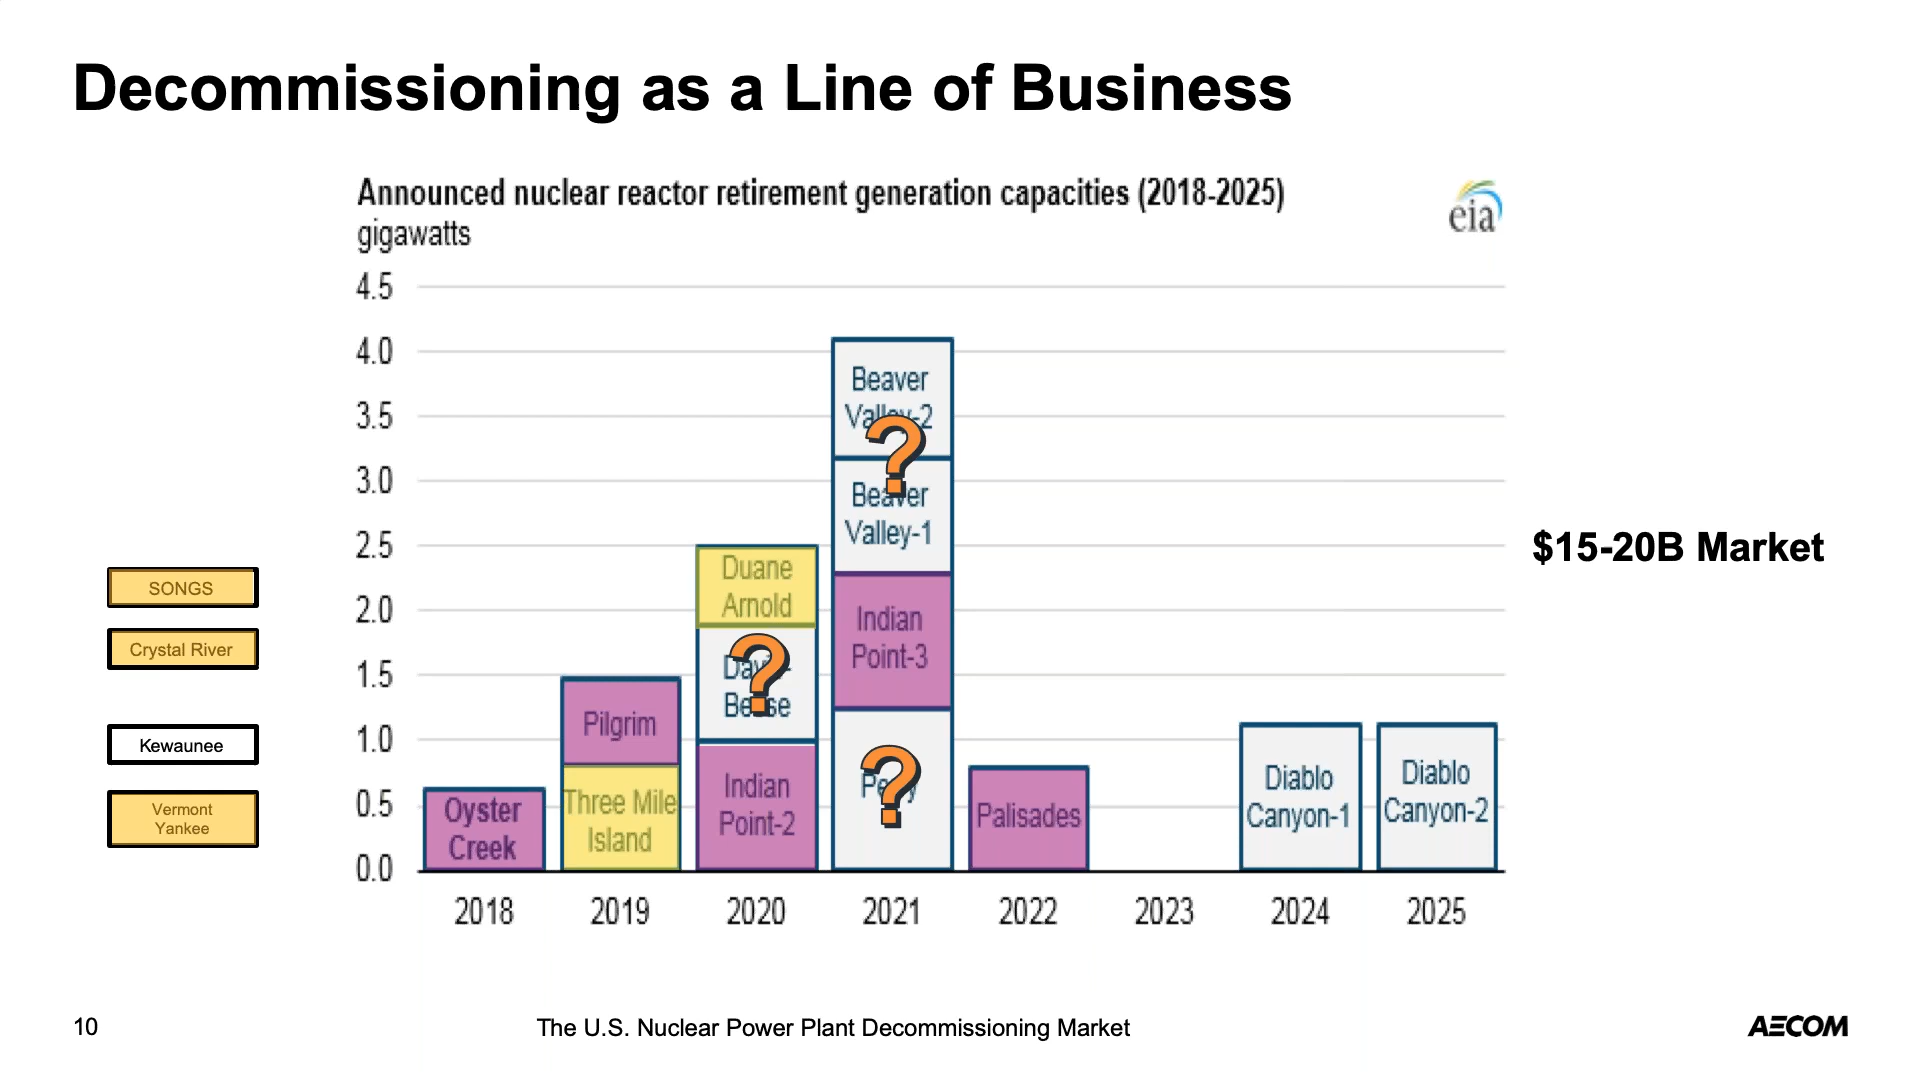 Decommissioning as a Line of Business
Announced nuclear reactor retirement generation capacities (2018-2025)
gigawatts
eia
4.5
4.0
3.5
3.0
2.5
2.0
1.5
1.0
0.5
0.0
SONGS
Crystal River
Kewaunee
Vermont
Yankee
Oyster
Creek
Pilgrim
Three Mile
Island
Duane
Arnold
?
Indian
Point-2
Beaver
Valley-2
?
Beaver
Valley-1
Indian
Point-3
?
Palisades
Diablo
Canyon-1
Diablo
Canyon-2
2018
2019
2020
2021
2022
2023
2024
2025
$15-20B Market
10
The U.S. Nuclear Power Plant Decommissioning Market
AECOM